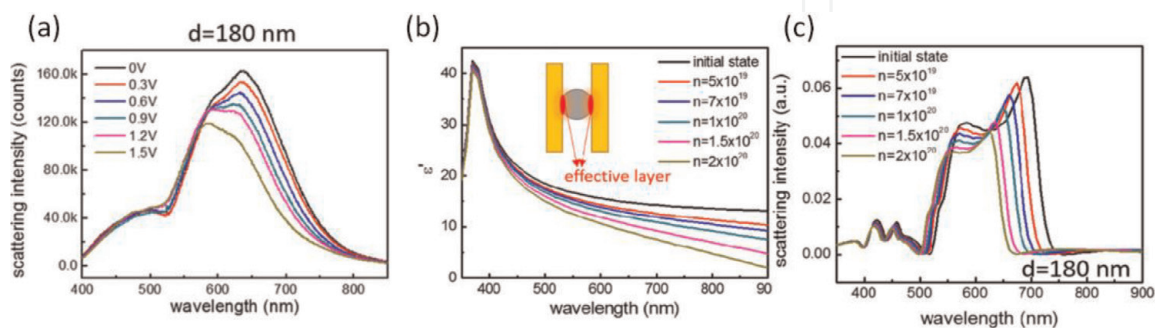 (a)
d=180 nm
scattering intensity (counts)
160.0k
120.0k
80.0k
40.0k
0.0
0V
0.3V
0.6V
0.9V
1.2V
1.5V
400 500 600 700 800
wavelength (nm)
(b)
ε'
40
30
20
10
0
initial state
n=5x10¹⁹
n=7x10¹⁹
n=1x10²⁰
n=1.5x10²⁰
n=2x10²⁰
effective layer
400 500 600 700 800 90
wavelength (nm)
(c)
scattering intensity (a.u.)
0.06
0.04
0.02
0.00
initial state
n=5x10¹⁹
n=7x10¹⁹
n=1x10²⁰
n=1.5x10²⁰
n=2x10²⁰
d=180 nm
400 500 600 700 800 900
wavelength (nm)